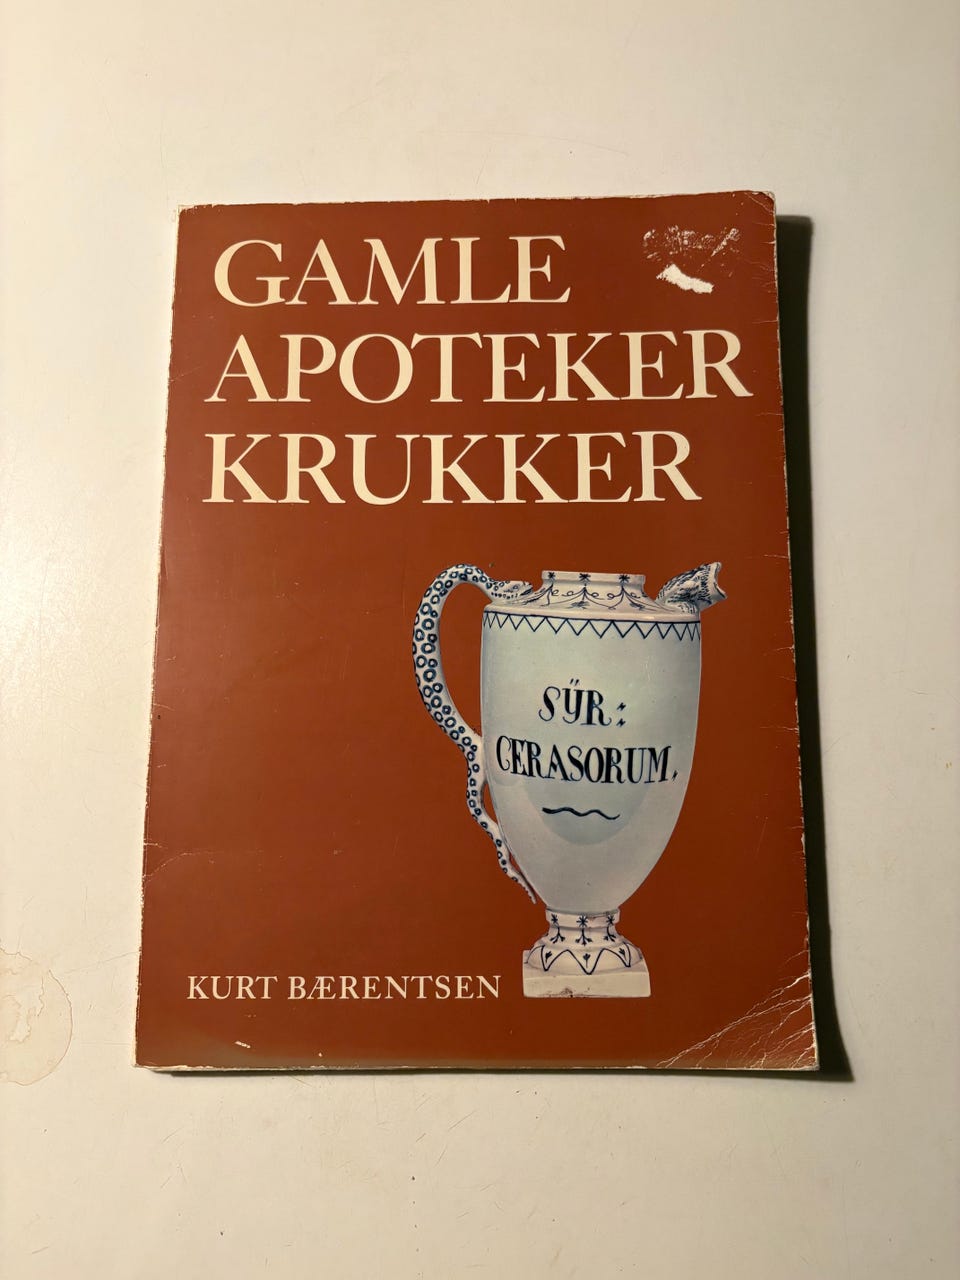 GAMLE
APOTEKER
KRUKKER
SÿR:
CERASORUM.
KURT BÆRENTSEN